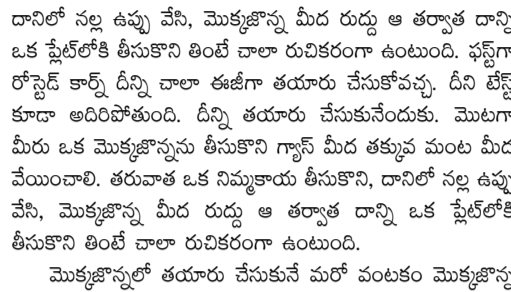 దానిలో నల్ల ఉప్పు వేసి, మొక్కజొన్న మీద రుద్దు ఆ తర్వాత దాన్ని
ఒక ప్లేట్‌లోకి తీసుకొని తింటే చాలా రుచికరంగా ఉంటుంది. ఫస్ట్‌గా
రోస్టెడ్ కార్న్ దీన్ని చాలా ఈజీగా తయారు చేసుకోవచ్చ. దీని టేస్ట్
కూడా అదిరిపోతుంది. దీన్ని తయారు చేసుకునేందుకు. మొటగా
మీరు ఒక మొక్కజొన్నను తీసుకొని గ్యాస్ మీద తక్కువ మంట మీద
వేయించాలి. తరువాత ఒక నిమ్మకాయ తీసుకొని, దానిలో నల్ల ఉప్పు
వేసి, మొక్కజొన్న మీద రుద్దు ఆ తర్వాత దాన్ని ఒక ప్లేట్‌లోకి
తీసుకొని తింటే చాలా రుచికరంగా ఉంటుంది.
మొక్కజొన్నలో తయారు చేసుకునే మరో వంటకం మొక్కజొన్న